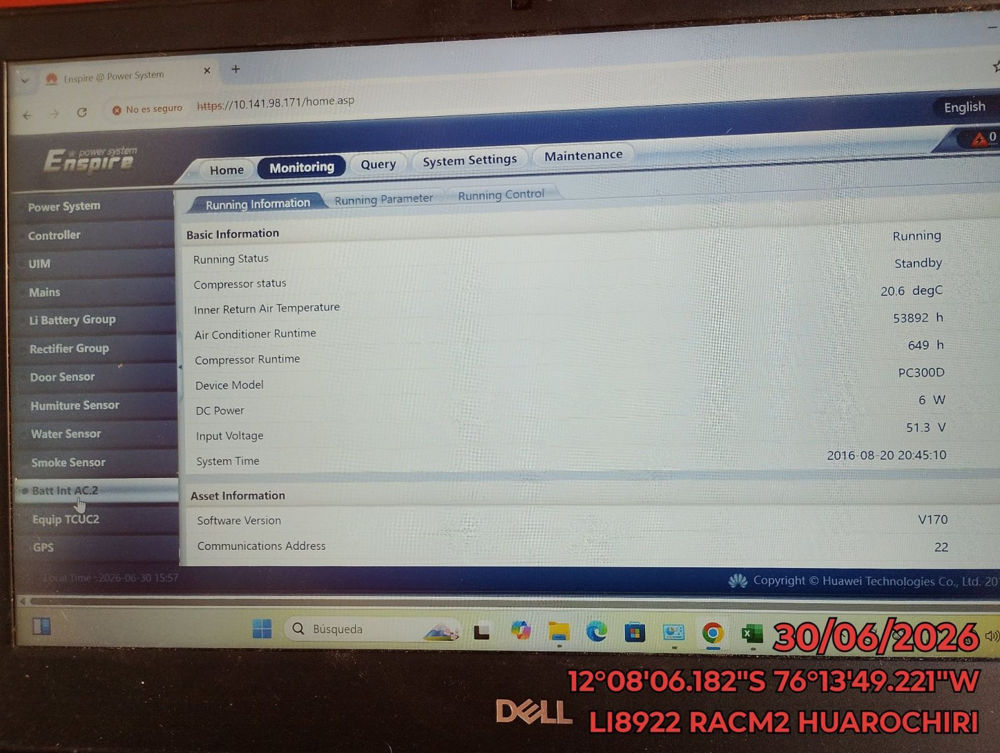 Enspire @ Power System
No es seguro https://10.141.98.171/home.asp
English
Enspire @ power system
Home Monitoring Query System Settings Maintenance
0
Running Information Running Parameter Running Control
Power System
Controller
UIM
Mains
Li Battery Group
Rectifier Group
Door Sensor
Humiture Sensor
Water Sensor
Smoke Sensor
Batt Int AC.2
Equip TCUC2
GPS
Basic Information
Running Status Running
Compressor status Standby
Inner Return Air Temperature 20.6 degC
Air Conditioner Runtime 53892 h
Compressor Runtime 649 h
Device Model PC300D
DC Power 6 W
Input Voltage 51.3 V
System Time 2016-08-20 20:45:10
Asset Information
Software Version V170
Communications Address 22
Local Time : 2026-06-30 15:57
Copyright © Huawei Technologies Co., Ltd. 20
Búsqueda
30/06/2026
12°08'06.182"S 76°13'49.221"W
DELL
LI8922 RACM2 HUAROCHIRI